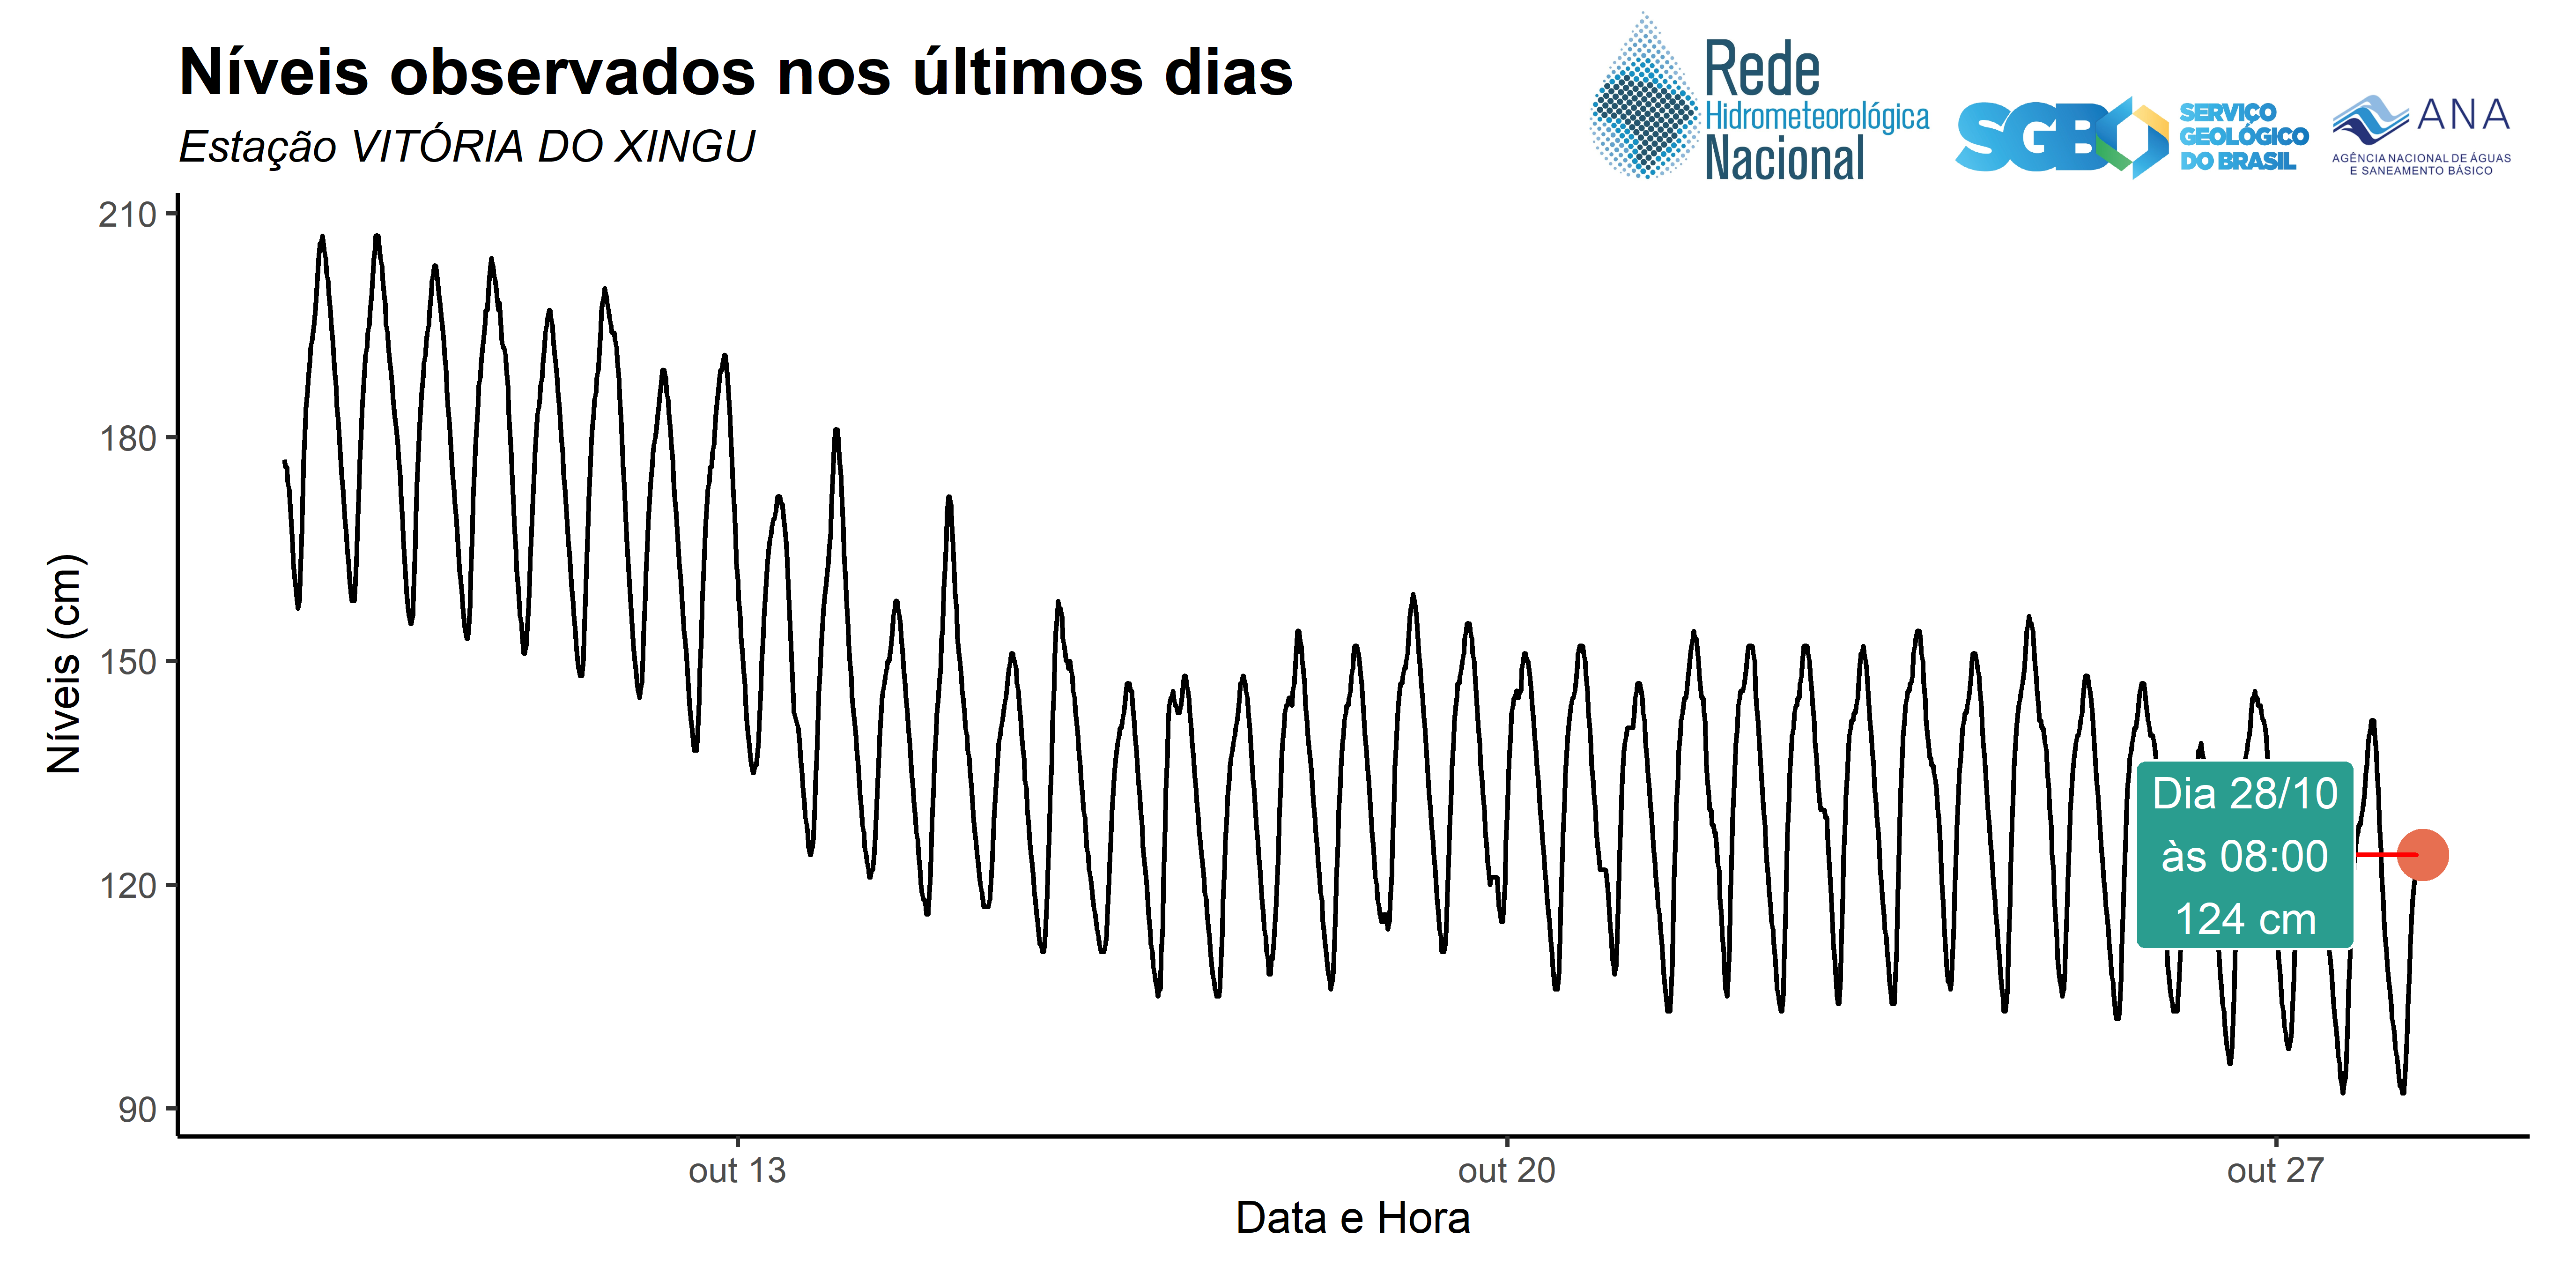 Níveis observados nos últimos dias
Estação VITÓRIA DO XINGU
Rede
Hidrometeorológica
Nacional
SGB
SERVIÇO
GEOLÓGICO
DO BRASIL
ANA
AGÊNCIA NACIONAL DE ÁGUAS
E SANEAMENTO BÁSICO
210
180
150
120
90
Níveis (cm)
Dia 28/10
às 08:00
124 cm
out 13
out 20
out 27
Data e Hora